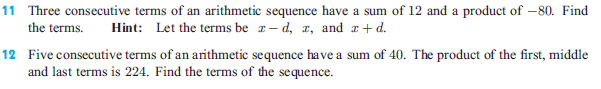 11 Three consecutive terms of an arithmetic sequence have a sum of 12 and a product of −80. Find
the terms. Hint: Let the terms be x − d, x, and x + d.
12 Five consecutive terms of an arithmetic sequence have a sum of 40. The product of the first, middle
and last terms is 224. Find the terms of the sequence.